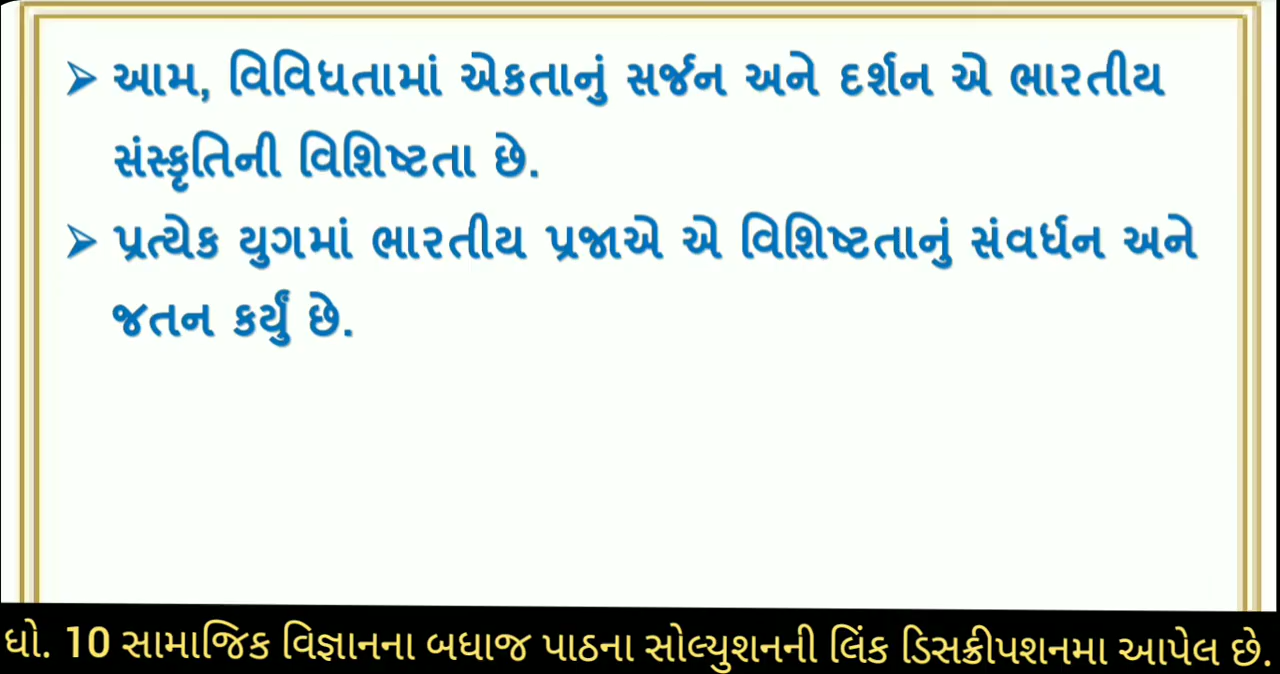 ➢ આમ, વિવિધતામાં એકતાનું સર્જન અને દર્શન એ ભારતીય
સંસ્કૃતિની વિશિષ્ટતા છે.
➢ પ્રત્યેક યુગમાં ભારતીય પ્રજાએ એ વિશિષ્ટતાનું સંવર્ધન અને
જતન કર્યું છે.
ધો. 10 સામાજિક વિજ્ઞાનના બધાજ પાઠના સોલ્યુશનની લિંક ડિસક્રીપશનમા આપેલ છે.